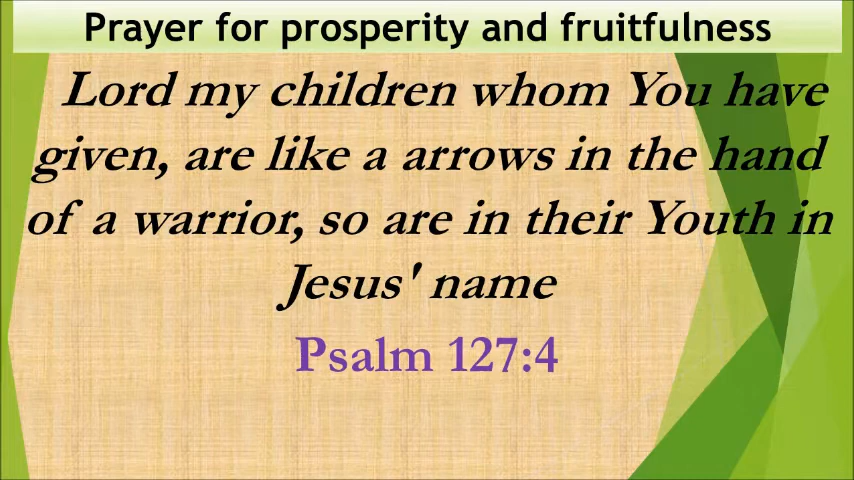 Prayer for prosperity and fruitfulness
Lord my children whom You have
given, are like a arrows in the hand
of a warrior, so are in their Youth in
Jesus' name
Psalm 127:4